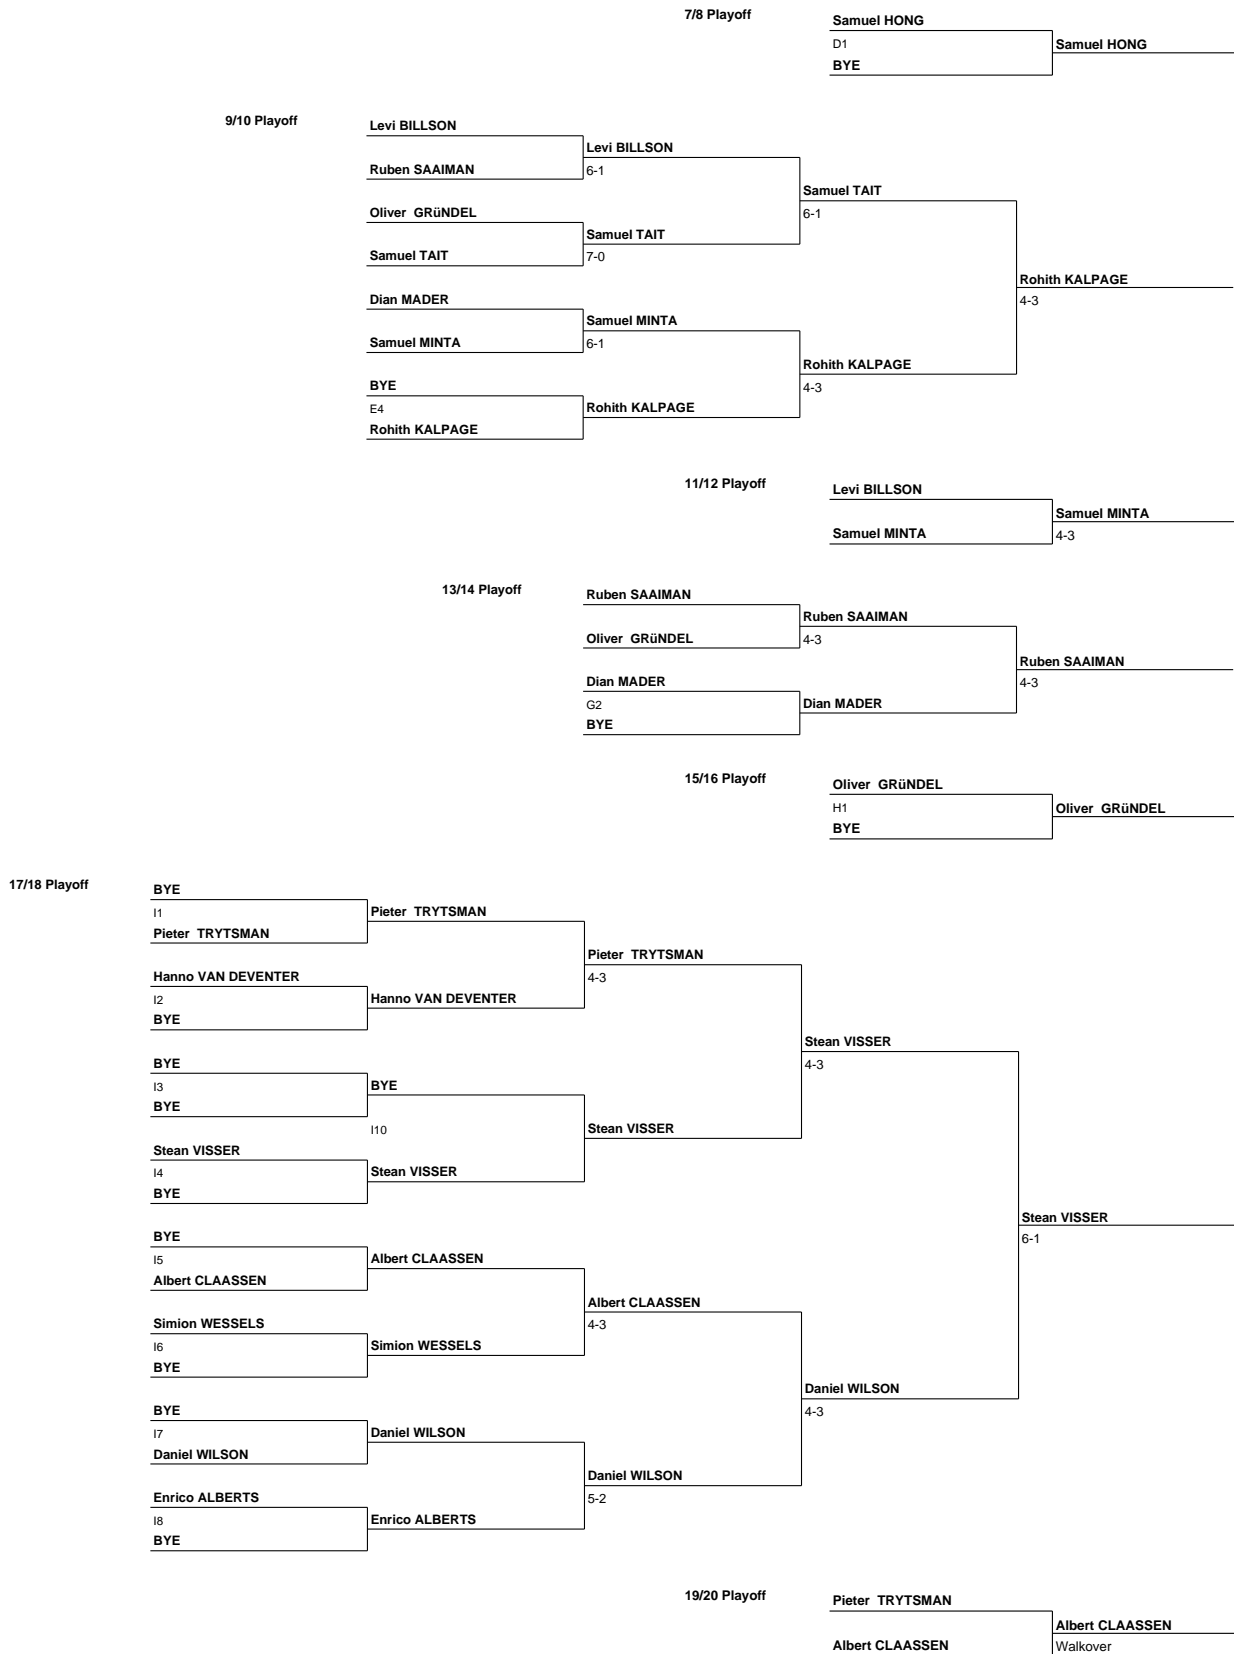 7/8 Playoff
Samuel HONG
D1
Samuel HONG
BYE
9/10 Playoff
Levi BILLSON
Levi BILLSON
Ruben SAAIMAN
6-1
Samuel TAIT
Oliver  GRüNDEL
6-1
Samuel TAIT
Samuel TAIT
7-0
Rohith KALPAGE
Dian MADER
4-3
Samuel MINTA
Samuel MINTA
6-1
Rohith KALPAGE
BYE
4-3
E4
Rohith KALPAGE
Rohith KALPAGE
11/12 Playoff
Levi BILLSON
Samuel MINTA
Samuel MINTA
4-3
13/14 Playoff
Ruben SAAIMAN
Ruben SAAIMAN
Oliver  GRüNDEL
4-3
Ruben SAAIMAN
Dian MADER
4-3
G2
Dian MADER
BYE
15/16 Playoff
Oliver  GRüNDEL
H1
Oliver  GRüNDEL
BYE
17/18 Playoff
BYE
I1
Pieter  TRYTSMAN
Pieter  TRYTSMAN
Pieter  TRYTSMAN
Hanno VAN DEVENTER
4-3
I2
Hanno VAN DEVENTER
BYE
Stean VISSER
BYE
4-3
I3
BYE
BYE
I10
Stean VISSER
Stean VISSER
I4
Stean VISSER
BYE
Stean VISSER
BYE
6-1
I5
Albert CLAASSEN
Albert CLAASSEN
Albert CLAASSEN
Simion WESSELS
4-3
I6
Simion WESSELS
BYE
Daniel WILSON
BYE
4-3
I7
Daniel WILSON
Daniel WILSON
Daniel WILSON
Enrico ALBERTS
5-2
I8
Enrico ALBERTS
BYE
19/20 Playoff
Pieter  TRYTSMAN
Albert CLAASSEN
Albert CLAASSEN
Walkover